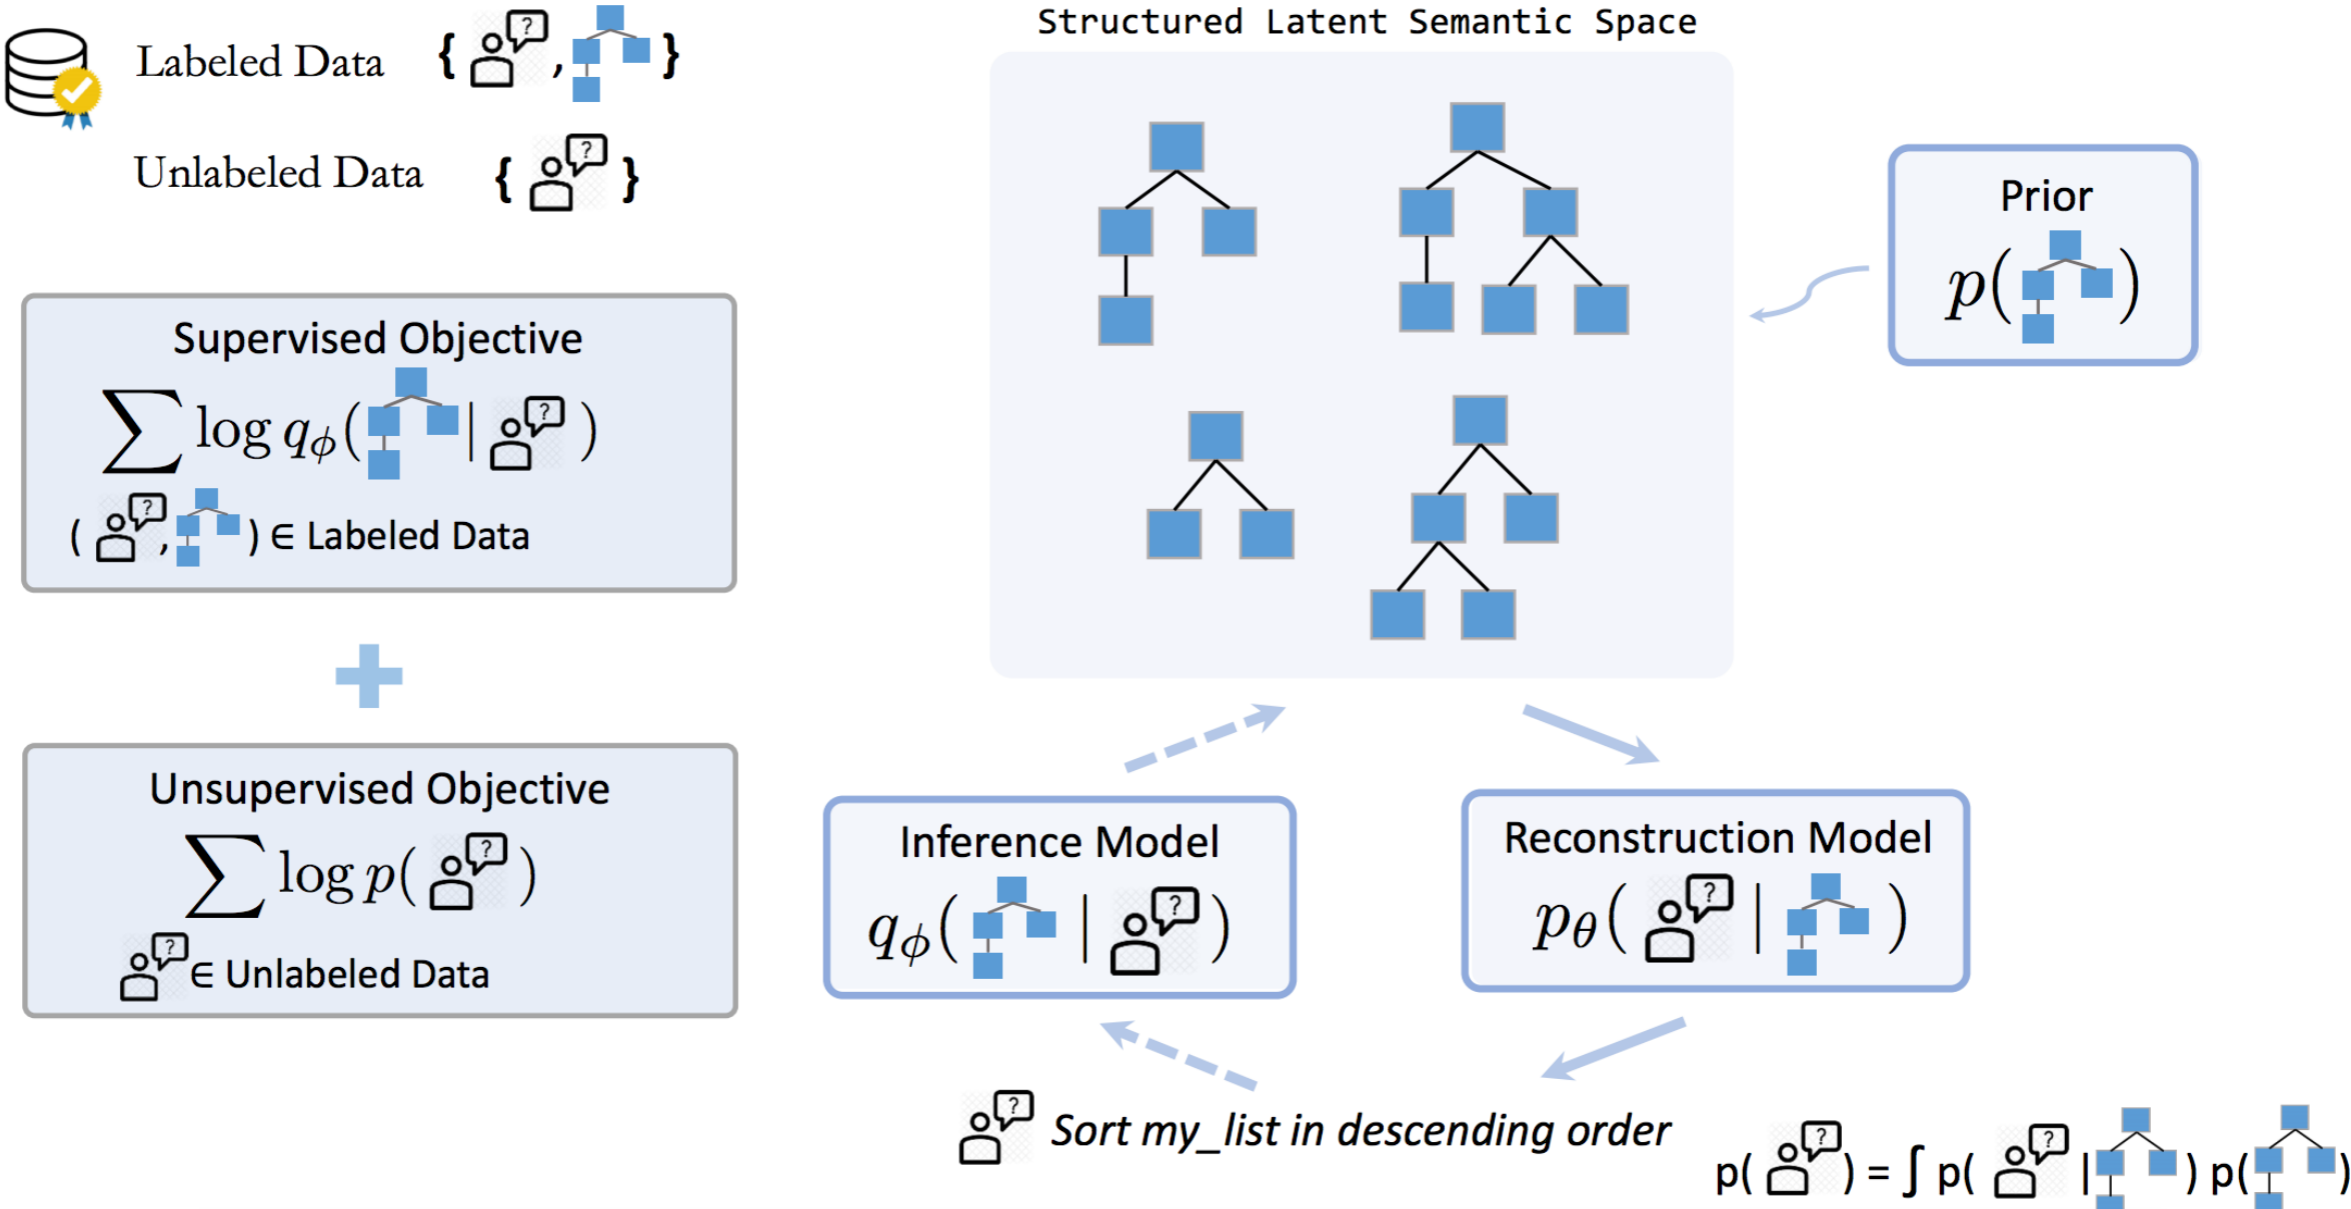 Structured Latent Semantic Space
Labeled Data { ? , }
Unlabeled Data { ? }
Supervised Objective
∑ log qϕ( | ? )
( ? , ) ∈ Labeled Data
Unsupervised Objective
∑ log p( ? )
? ∈ Unlabeled Data
Prior
p( )
Inference Model
qϕ( | ? )
Reconstruction Model
pθ( ? | )
? Sort my_list in descending order
p( ? ) = ∫ p( ? | ) p( )